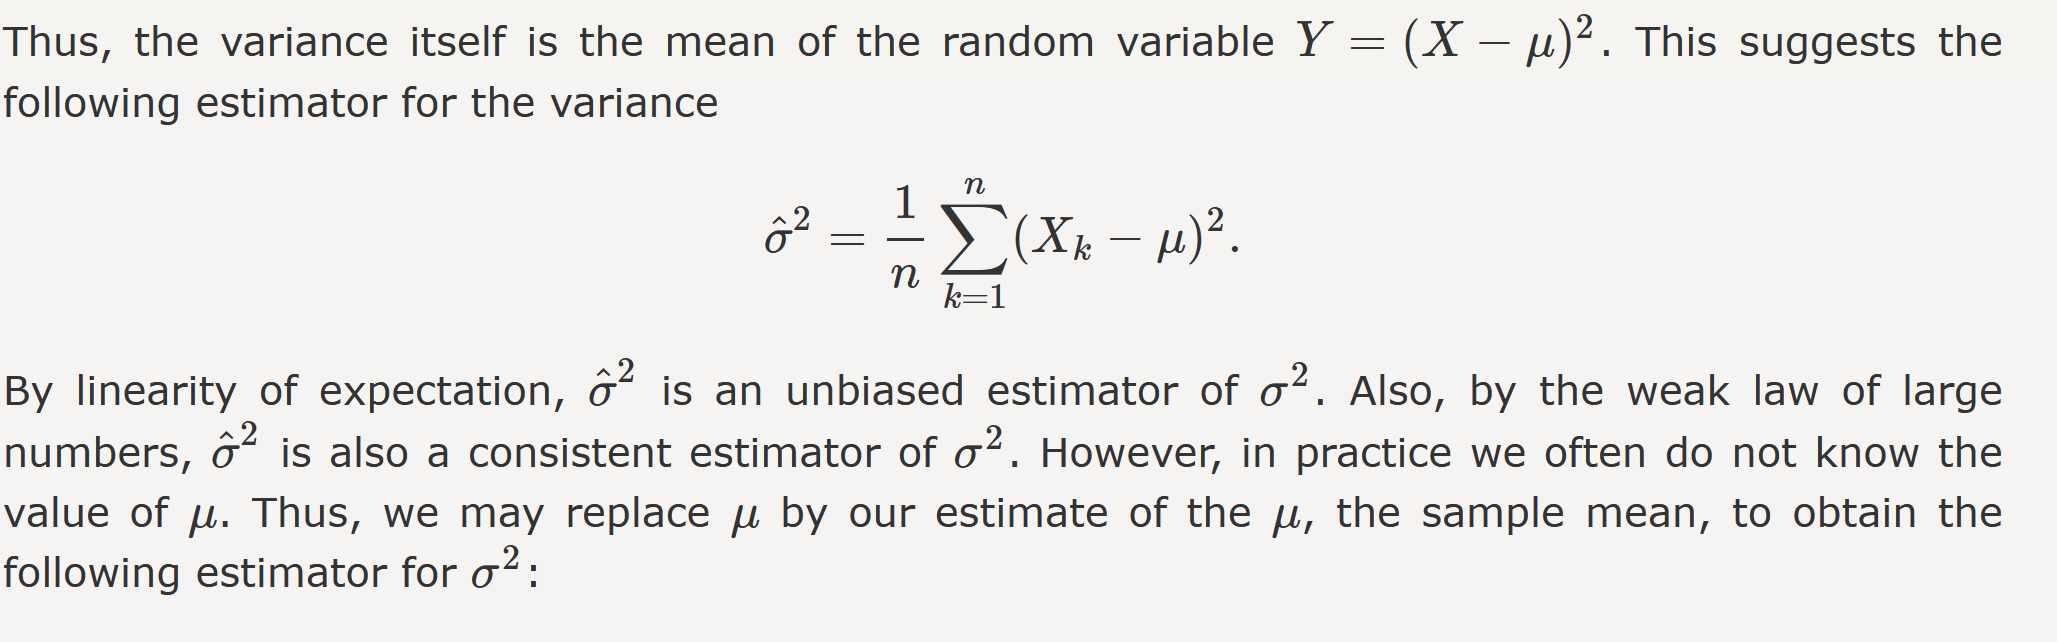 Thus, the variance itself is the mean of the random variable Y = (X − μ)². This suggests the
following estimator for the variance
σ̂² = 1/n ∑ₖ₌₁ⁿ (Xₖ − μ)².
By linearity of expectation, σ̂² is an unbiased estimator of σ². Also, by the weak law of large
numbers, σ̂² is also a consistent estimator of σ². However, in practice we often do not know the
value of μ. Thus, we may replace μ by our estimate of the μ, the sample mean, to obtain the
following estimator for σ²: